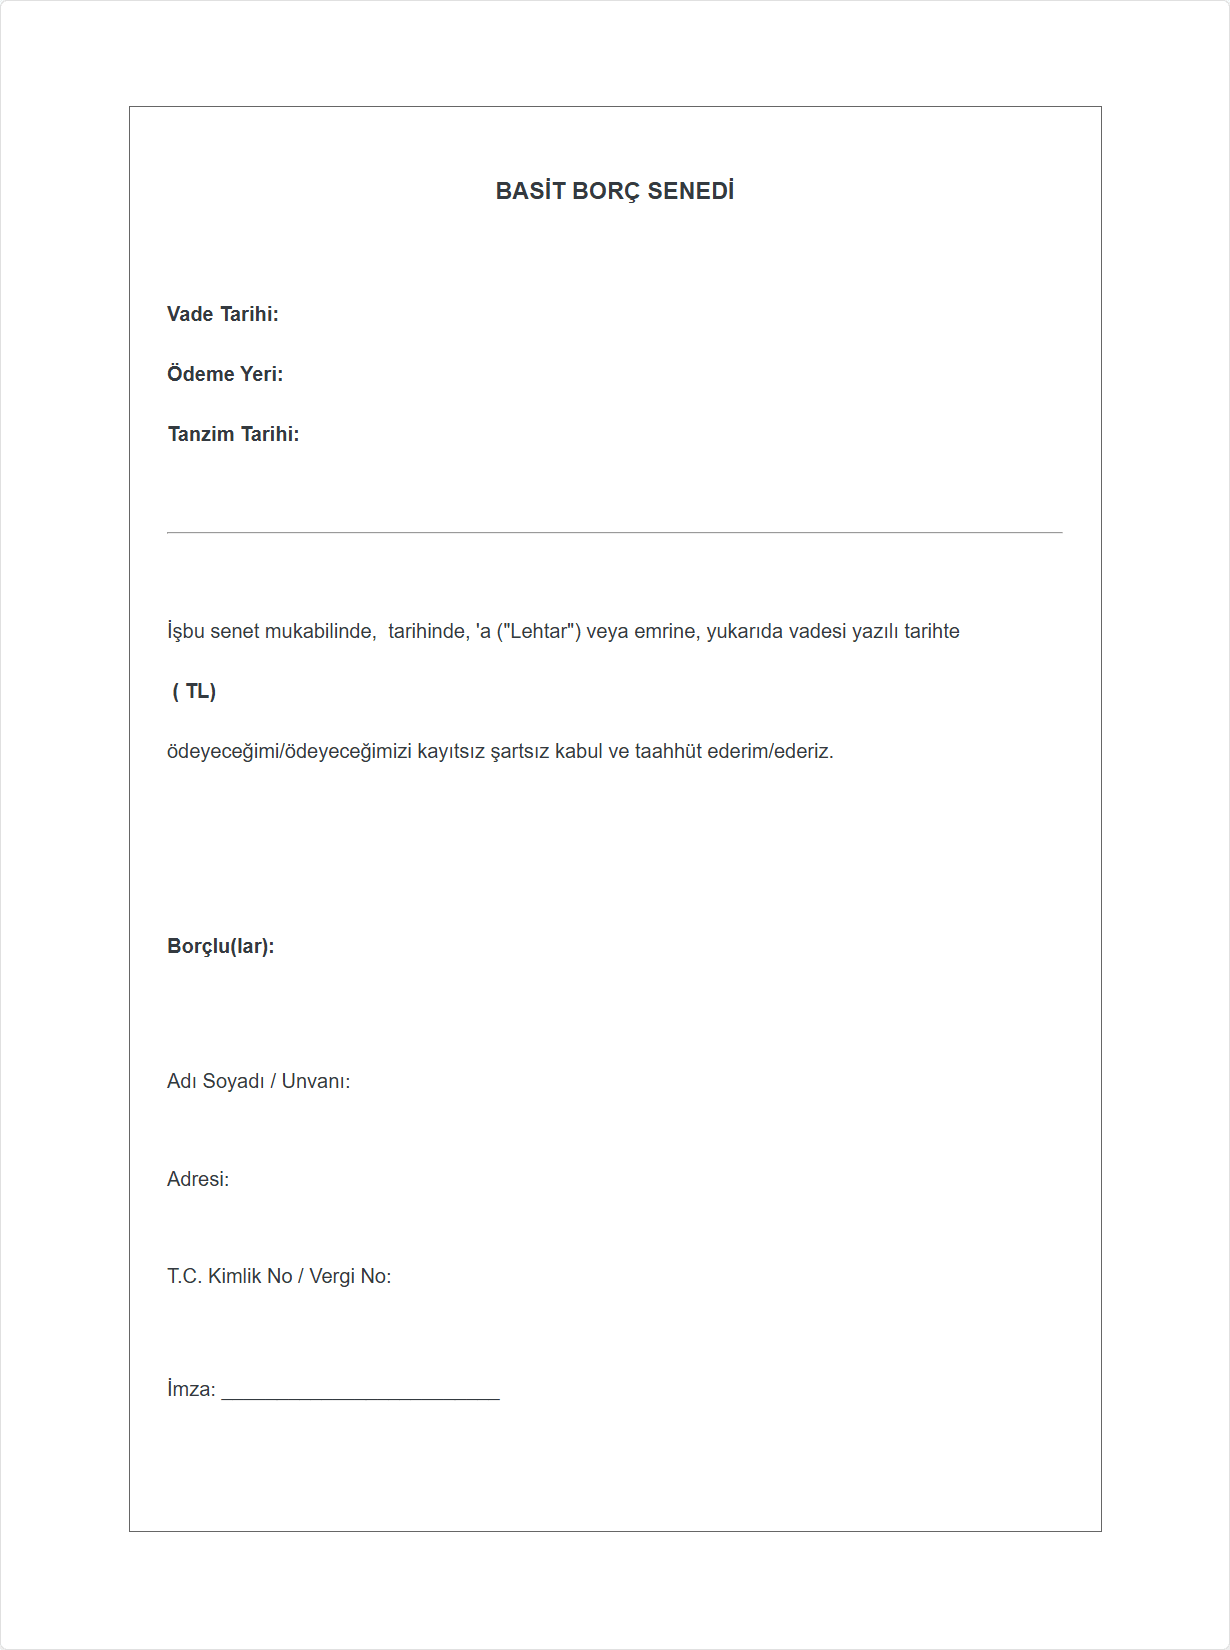 BASİT BORÇ SENEDİ
Vade Tarihi:
Ödeme Yeri:
Tanzim Tarihi:
İşbu senet mukabilinde,  tarihinde, 'a ("Lehtar") veya emrine, yukarıda vadesi yazılı tarihte
( TL)
ödeyeceğimi/ödeyeceğimizi kayıtsız şartsız kabul ve taahhüt ederim/ederiz.
Borçlu(lar):
Adı Soyadı / Unvanı:
Adresi:
T.C. Kimlik No / Vergi No:
İmza: _________________________